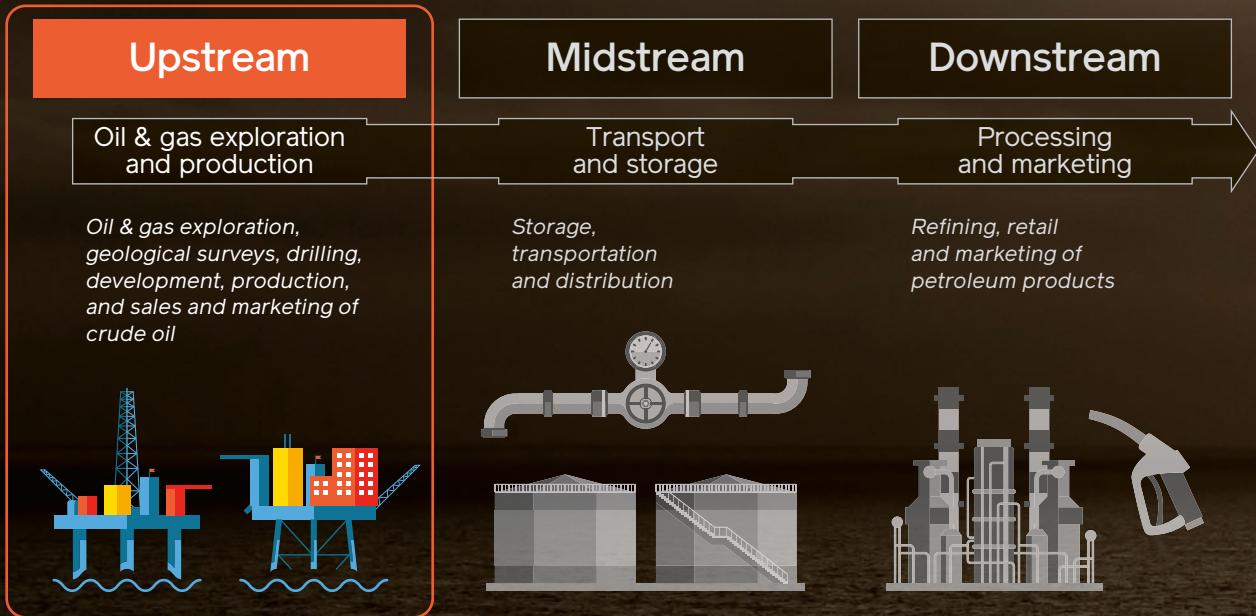 Upstream
Midstream
Downstream
Oil & gas exploration
and production
Transport
and storage
Processing
and marketing
Oil & gas exploration,
geological surveys, drilling,
development, production,
and sales and marketing of
crude oil
Storage,
transportation
and distribution
Refining, retail
and marketing of
petroleum products